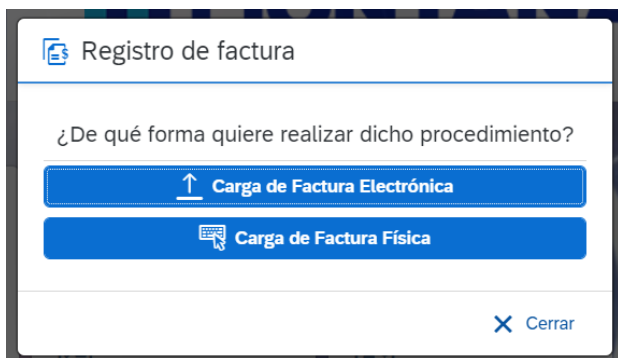 Registro de factura
¿De qué forma quiere realizar dicho procedimiento?
Carga de Factura Electrónica
Carga de Factura Física
Cerrar